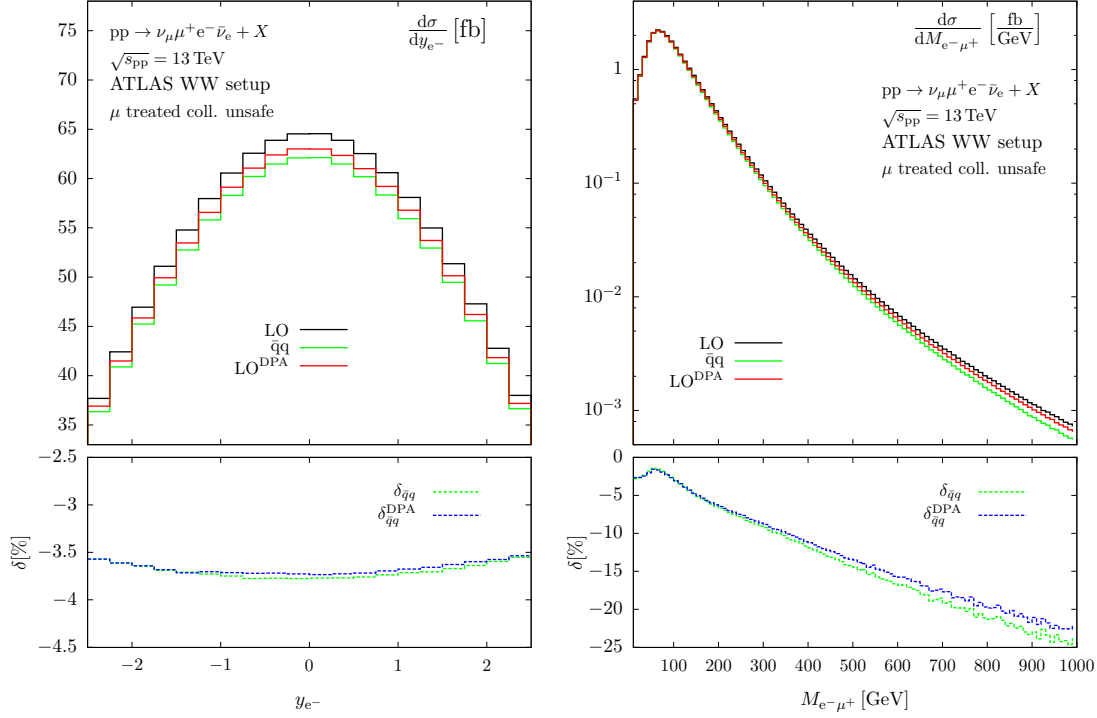 pp → ν_μ μ⁺ e⁻ ν̄_e + X
√s_pp = 13 TeV
ATLAS WW setup
μ treated coll. unsafe
dσ/dy_e⁻ [fb]
75
70
65
60
55
50
45
40
35
LO
q̄q
LO^DPA
−2.5
−3
−3.5
−4
−4.5
δ[%]
δ_q̄q
δ_q̄q^DPA
−2
−1
0
1
2
y_e⁻
dσ/dM_e⁻μ⁺ [fb/GeV]
pp → ν_μ μ⁺ e⁻ ν̄_e + X
√s_pp = 13 TeV
ATLAS WW setup
μ treated coll. unsafe
1
10⁻¹
10⁻²
10⁻³
LO
q̄q
LO^DPA
0
−5
−10
−15
−20
−25
δ[%]
δ_q̄q
δ_q̄q^DPA
100 200 300 400 500 600 700 800 900 1000
M_e⁻μ⁺ [GeV]